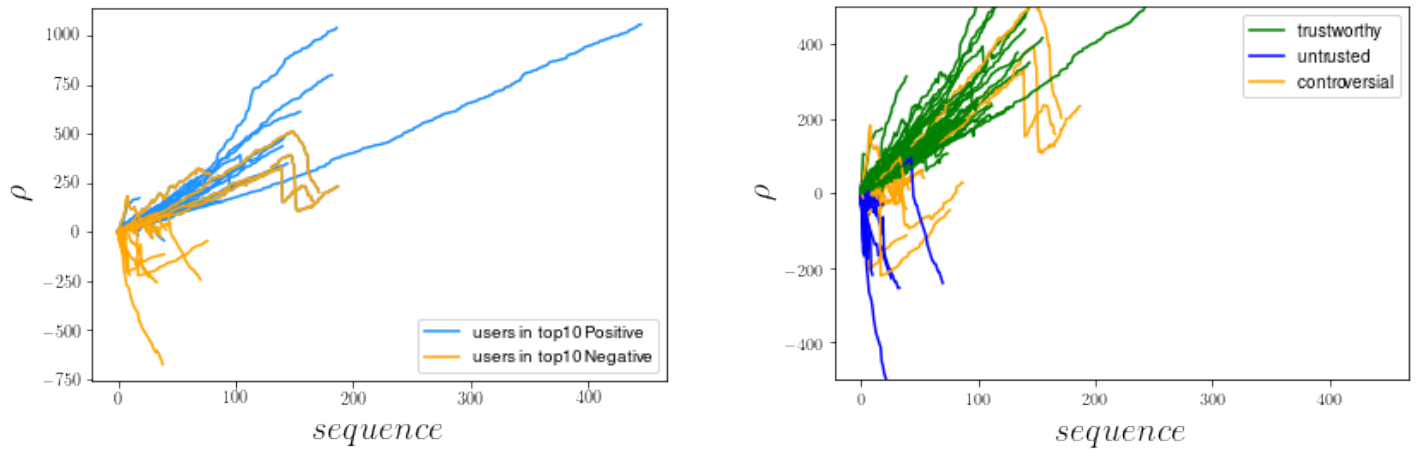 1000
750
500
250
0
−250
−500
−750
ρ
0 100 200 300 400
sequence
users in top10 Positive
users in top10 Negative
400
200
0
−200
−400
ρ
0 100 200 300 400
sequence
trustworthy
untrusted
controversial